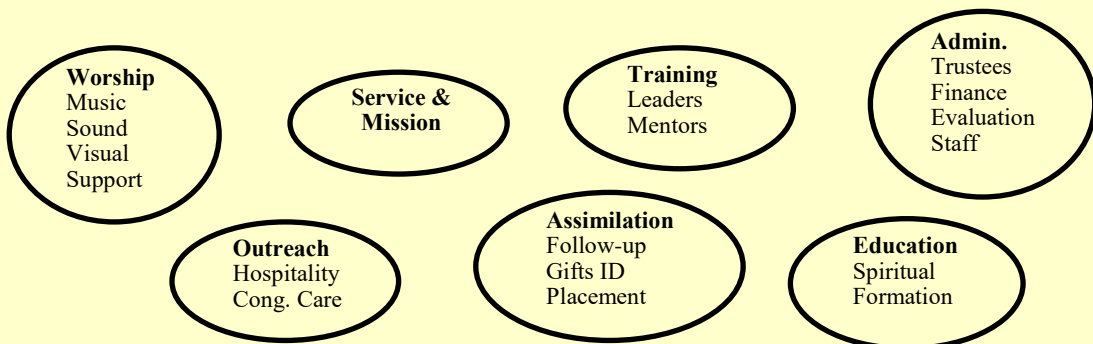 Worship
Music
Sound
Visual
Support
Service &
Mission
Training
Leaders
Mentors
Admin.
Trustees
Finance
Evaluation
Staff
Outreach
Hospitality
Cong. Care
Assimilation
Follow-up
Gifts ID
Placement
Education
Spiritual
Formation